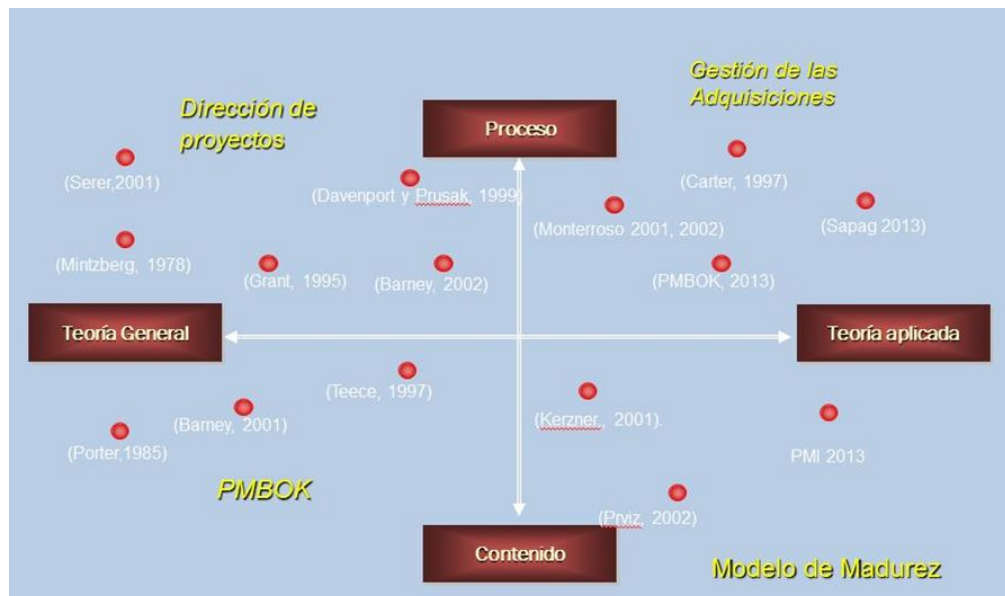 Gestión de las
Adquisiciones
Dirección de
proyectos
Proceso
(Serer,2001)
(Davenport y Prusak, 1999)
(Carter, 1997)
(Monterroso 2001, 2002)
(Sapag 2013)
(Mintzberg, 1978)
(Grant, 1995)
(Barney, 2002)
(PMBOK, 2013)
Teoría General
Teoría aplicada
(Teece, 1997)
(Barney, 2001)
(Kerzner., 2001).
(Porter,1985)
PMI 2013
PMBOK
(Prviz, 2002)
Contenido
Modelo de Madurez